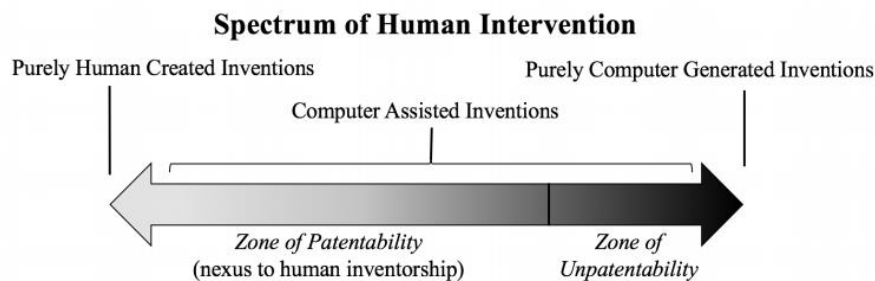 Spectrum of Human Intervention
Purely Human Created Inventions
Purely Computer Generated Inventions
Computer Assisted Inventions
Zone of Patentability
(nexus to human inventorship)
Zone of
Unpatentability